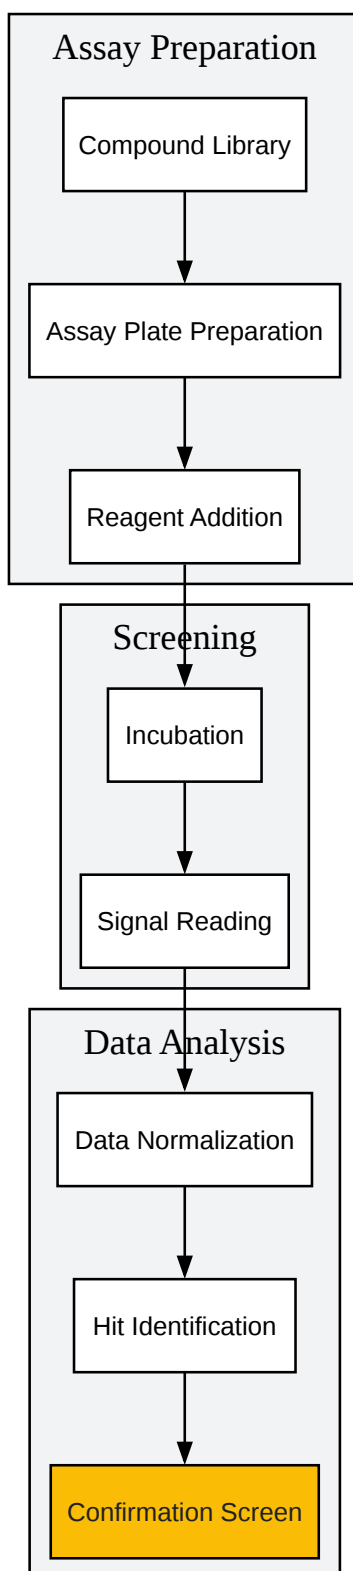 Assay Preparation
Compound Library
Assay Plate Preparation
Reagent Addition
Screening
Incubation
Signal Reading
Data Analysis
Data Normalization
Hit Identification
Confirmation Screen